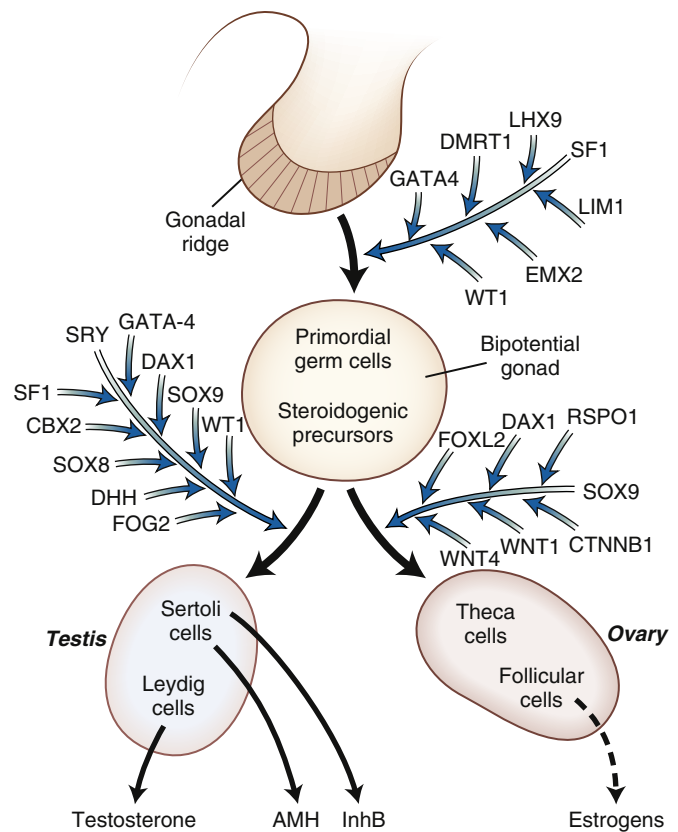 LHX9
DMRT1
SF1
GATA4
LIM1
Gonadal
ridge
EMX2
WT1
Primordial
germ cells
Steroidogenic
precursors
Bipotential
gonad
SRY
GATA-4
DAX1
SF1
SOX9
CBX2
WT1
SOX8
DHH
FOG2
RSPO1
DAX1
FOXL2
SOX9
CTNNB1
WNT1
WNT4
Testis
Sertoli
cells
Leydig
cells
Theca
cells
Ovary
Follicular
cells
Testosterone
AMH
InhB
Estrogens